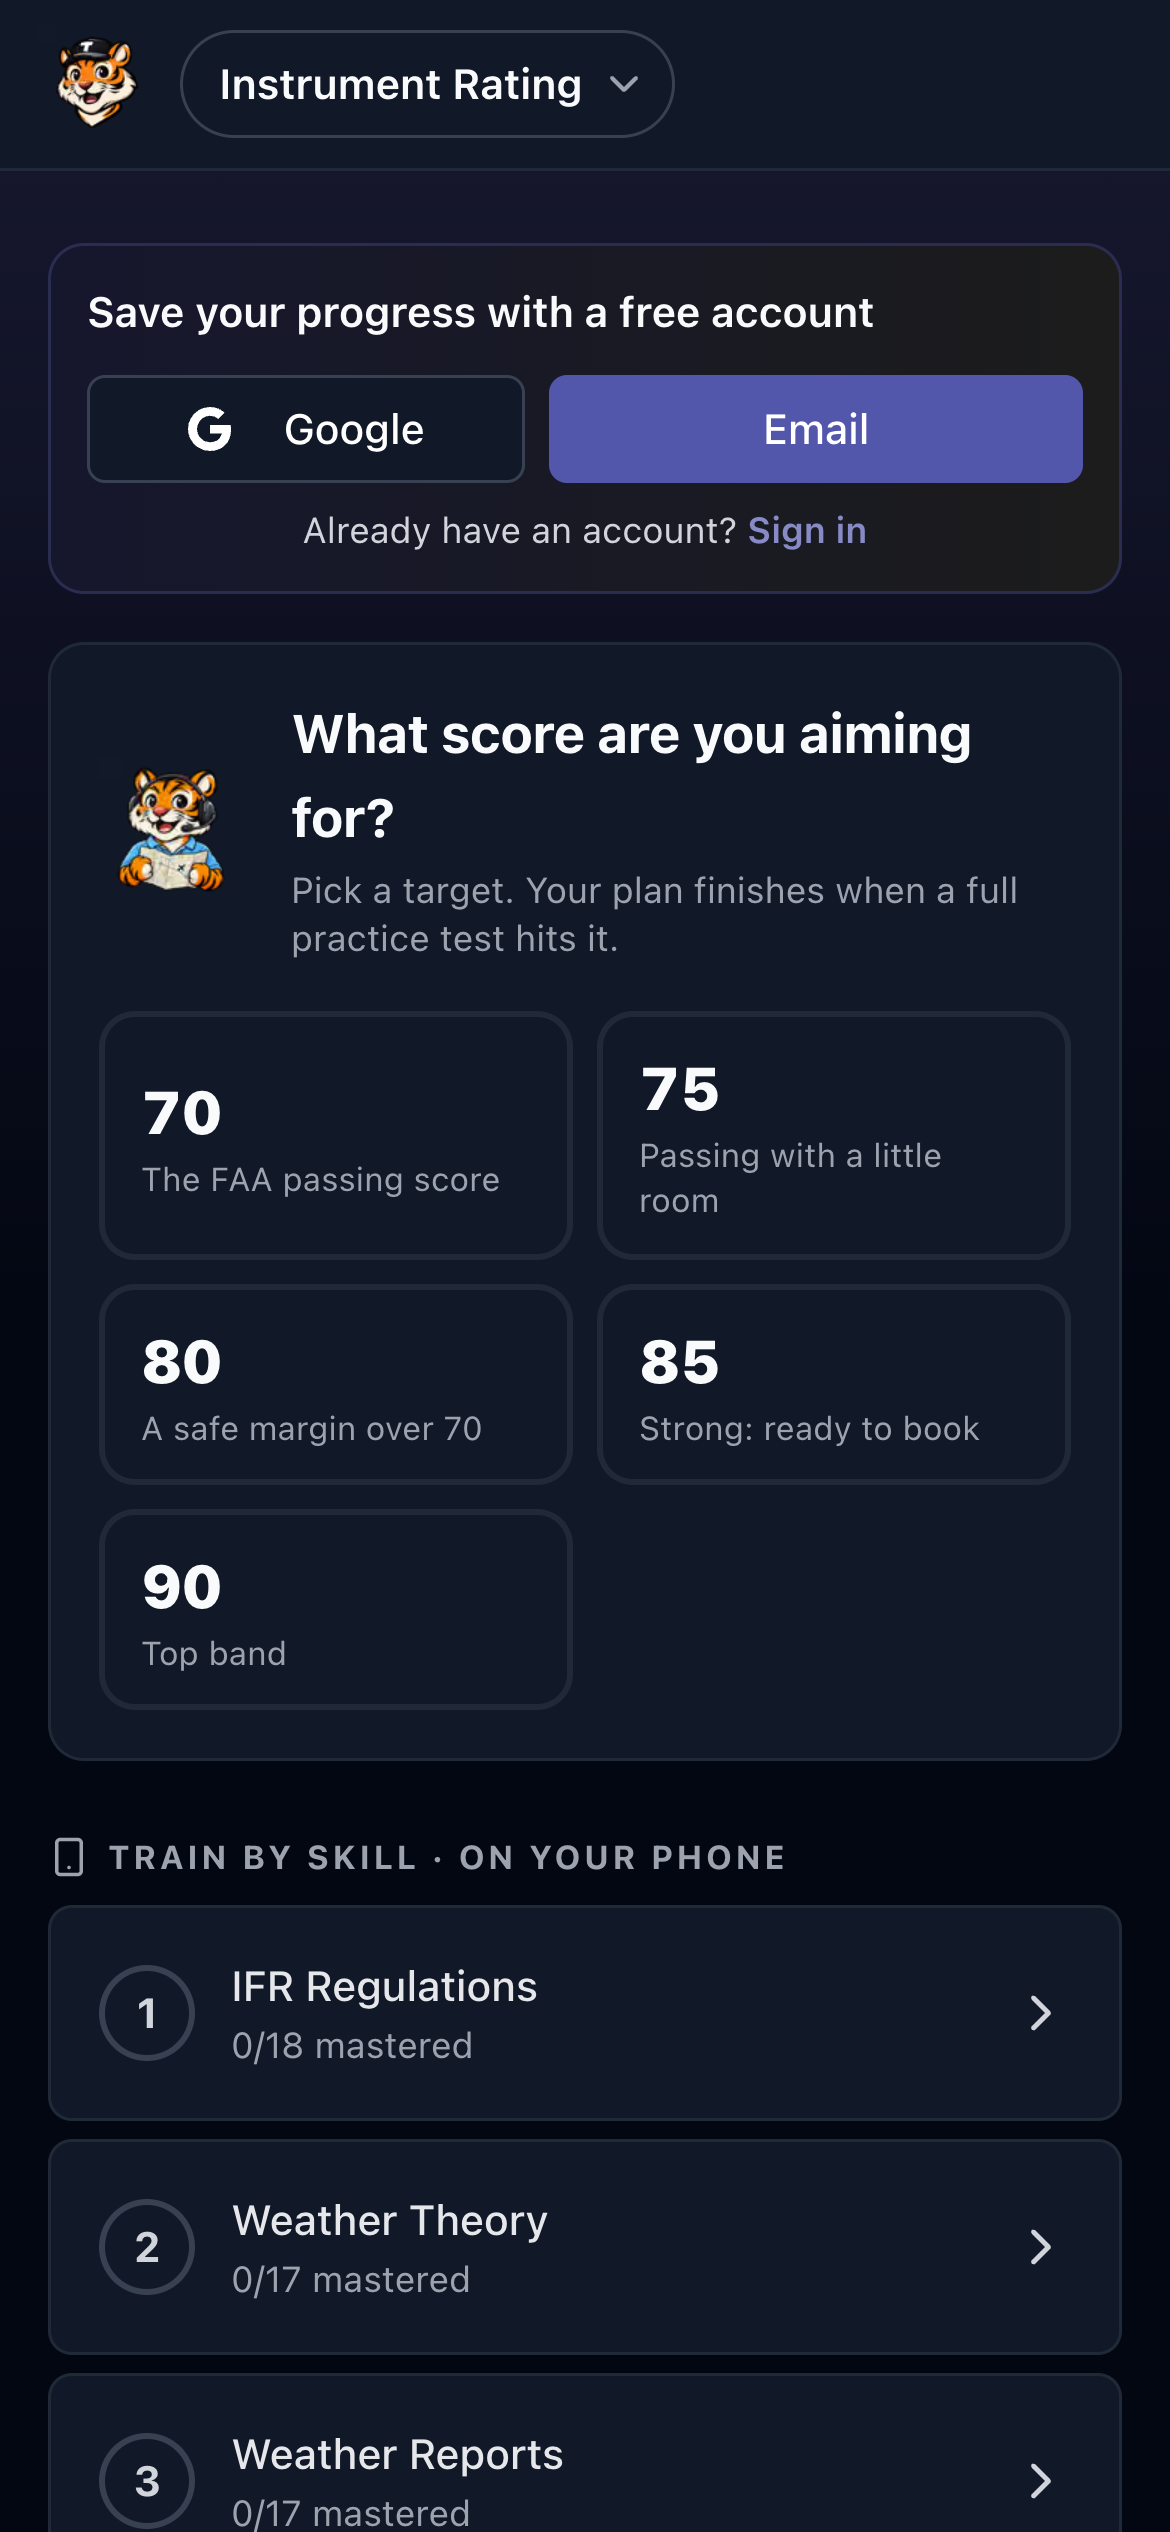 T
Instrument Rating
Save your progress with a free account
Google
Email
Already have an account? Sign in
What score are you aiming
for?
Pick a target. Your plan finishes when a full
practice test hits it.
70
The FAA passing score
75
Passing with a little
room
80
A safe margin over 70
85
Strong: ready to book
90
Top band
TRAIN BY SKILL · ON YOUR PHONE
1
IFR Regulations
0/18 mastered
2
Weather Theory
0/17 mastered
3
Weather Reports
0/17 mastered